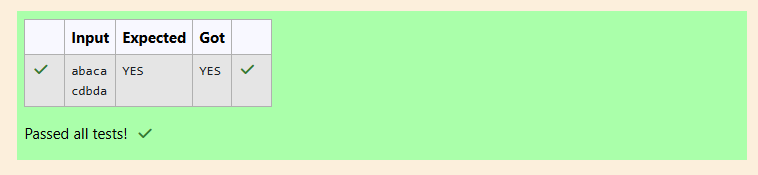 Input Expected Got
abaca YES YES
cdbda
Passed all tests!